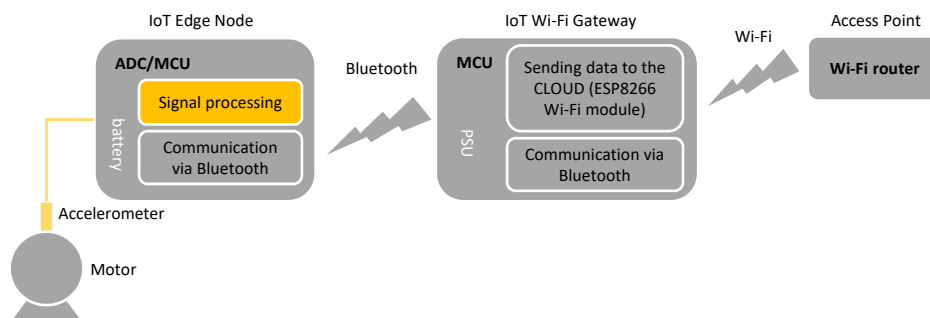 IoT Edge Node
ADC/MCU
Signal processing
battery
Communication
via Bluetooth
Accelerometer
Motor
Bluetooth
IoT Wi-Fi Gateway
MCU
Sending data to the
CLOUD (ESP8266
Wi-Fi module)
PSU
Communication via
Bluetooth
Wi-Fi
Access Point
Wi-Fi router